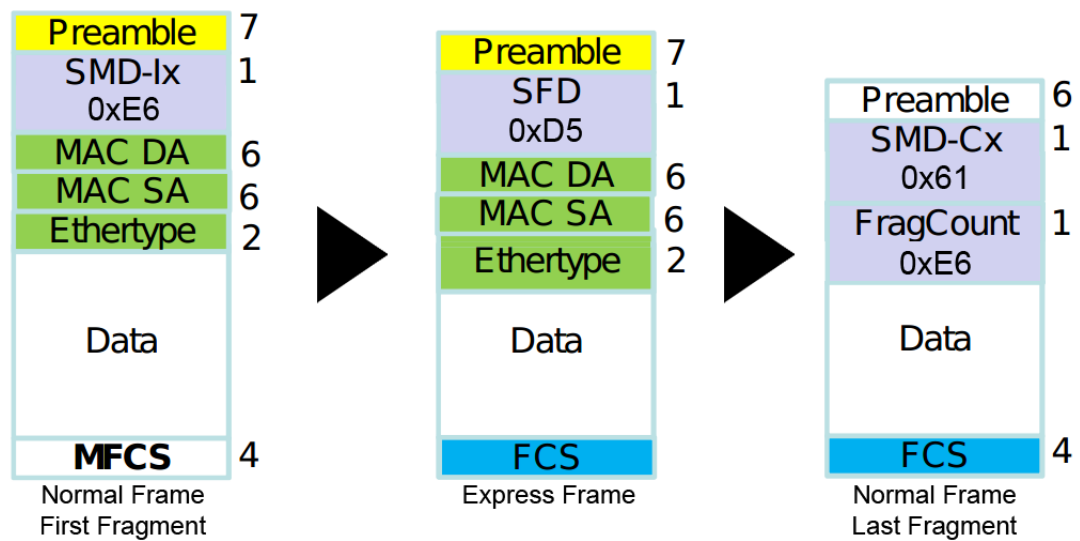 Preamble 7
SMD-Ix 1
0xE6
MAC DA 6
MAC SA 6
Ethertype 2
Data
MFCS 4
Normal Frame
First Fragment
Preamble 7
SFD 1
0xD5
MAC DA 6
MAC SA 6
Ethertype 2
Data
FCS
Express Frame
Preamble 6
SMD-Cx 1
0x61
FragCount 1
0xE6
Data
FCS 4
Normal Frame
Last Fragment